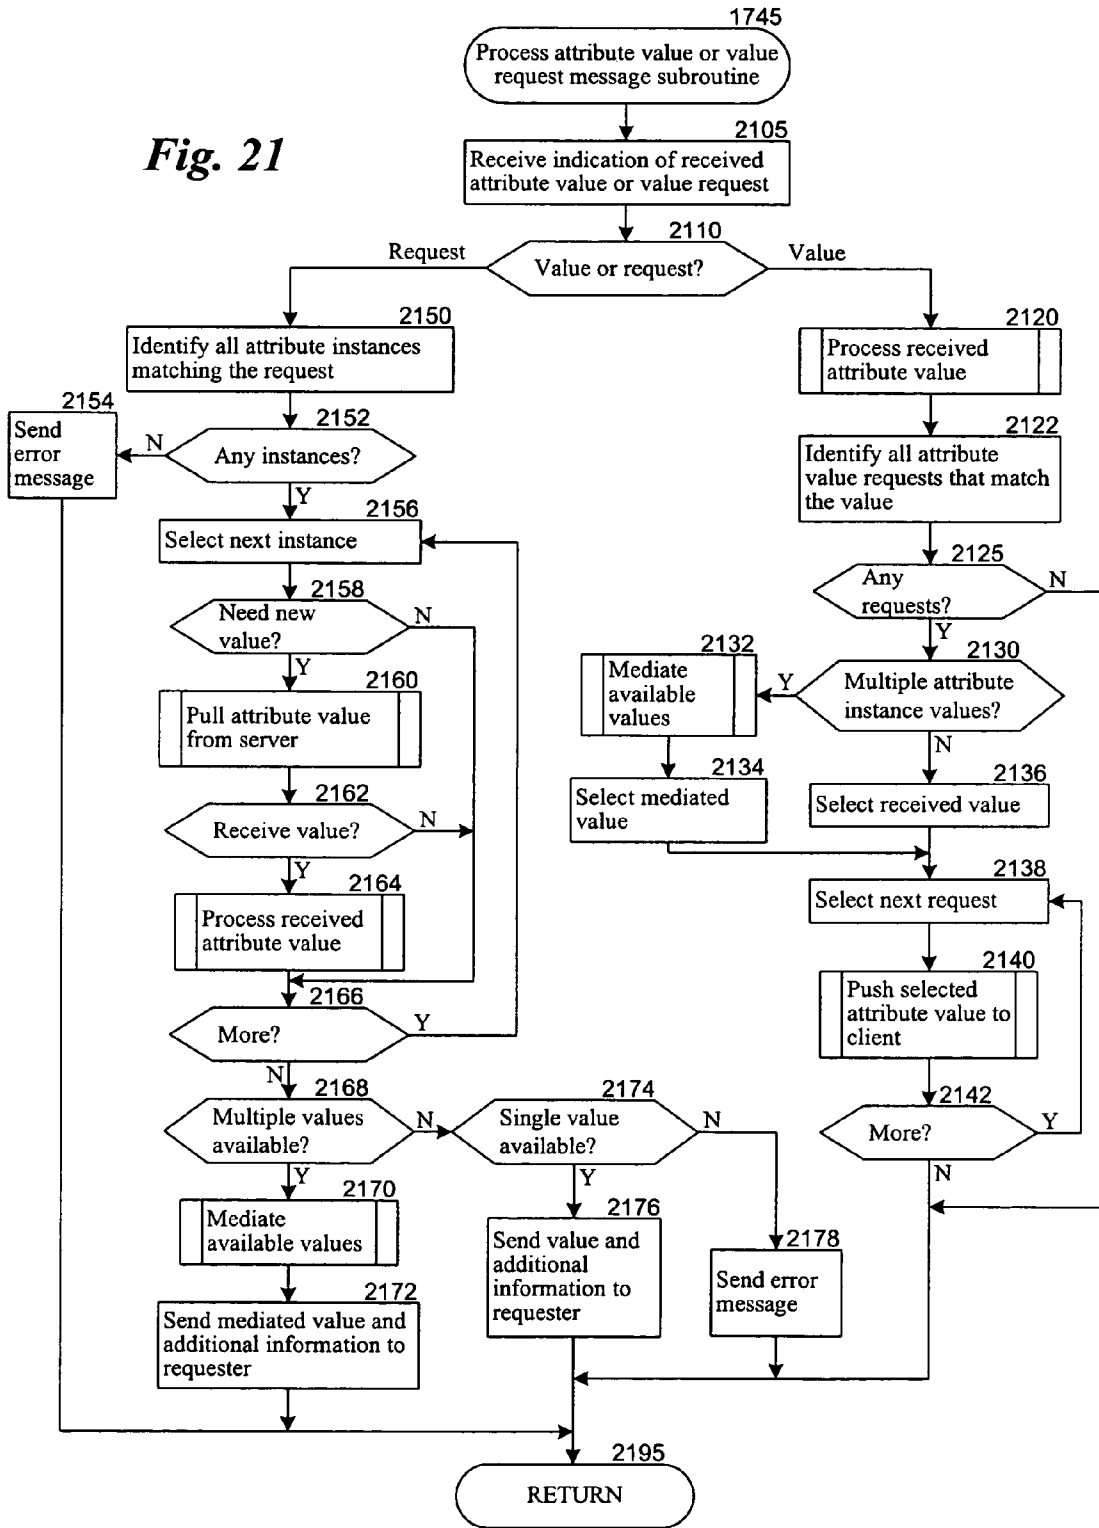 1745
Process attribute value or value
request message subroutine
Fig. 21
2105
Receive indication of received
attribute value or value request
2110
Request
Value or request?
Value
2150
Identify all attribute instances
matching the request
2120
Process received
attribute value
2154
Send
error
message
2152
N
Any instances?
Y
2122
Identify all attribute
value requests that match
the value
2156
Select next instance
2125
Any
requests?
N
Y
2158
Need new
value?
N
Y
2132
Mediate
available
values
2130
Y
Multiple attribute
instance values?
N
2160
Pull attribute value
from server
2134
Select mediated
value
2136
Select received value
2162
Receive value?
N
Y
2138
Select next request
2164
Process received
attribute value
2140
Push selected
attribute value to
client
2166
More?
Y
N
2142
More?
Y
N
2168
Multiple values
available?
N
Y
2174
Single value
available?
N
Y
2170
Mediate
available values
2176
Send value and
additional
information to
requester
2178
Send error
message
2172
Send mediated value and
additional information to
requester
2195
RETURN